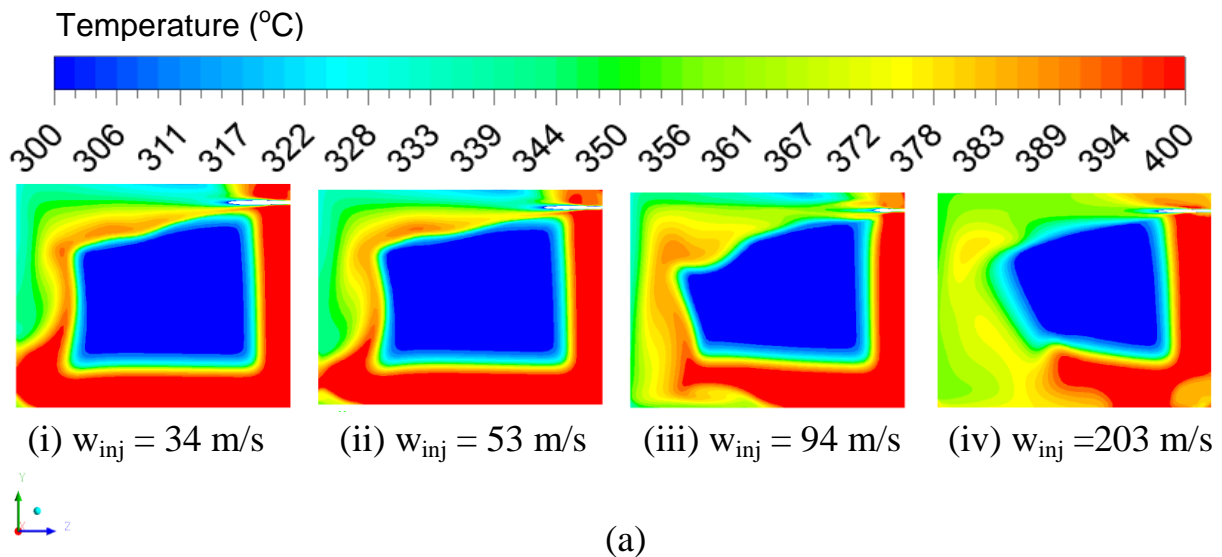 Temperature (°C)
300 306 311 317 322 328 333 339 344 350 356 361 367 372 378 383 389 394 400
(i) w_inj = 34 m/s (ii) w_inj = 53 m/s (iii) w_inj = 94 m/s (iv) w_inj =203 m/s
Y
X Z
(a)